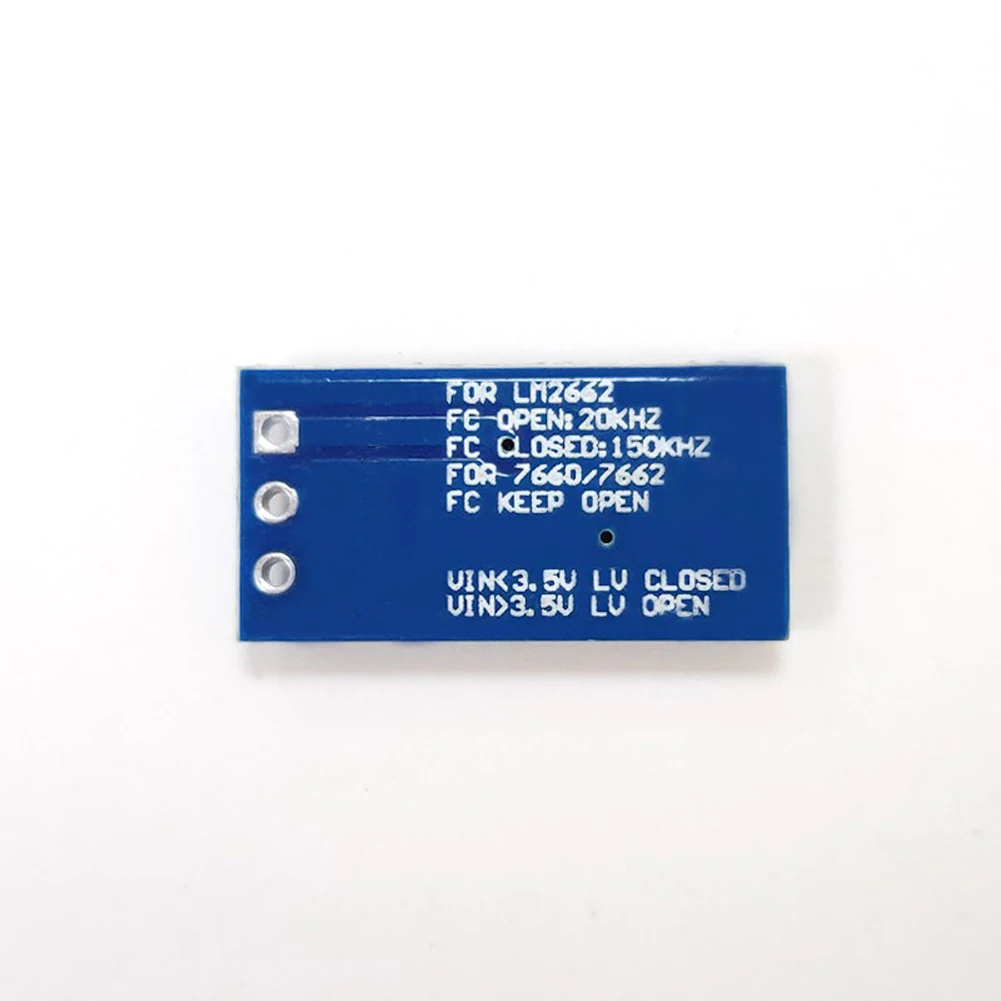 FOR LM2662
FC OPEN:20KHZ
FC CLOSED:150KHZ
FOR 7660/7662
FC KEEP OPEN
VIN<3.5V LV CLOSED
VIN>3.5V LV OPEN